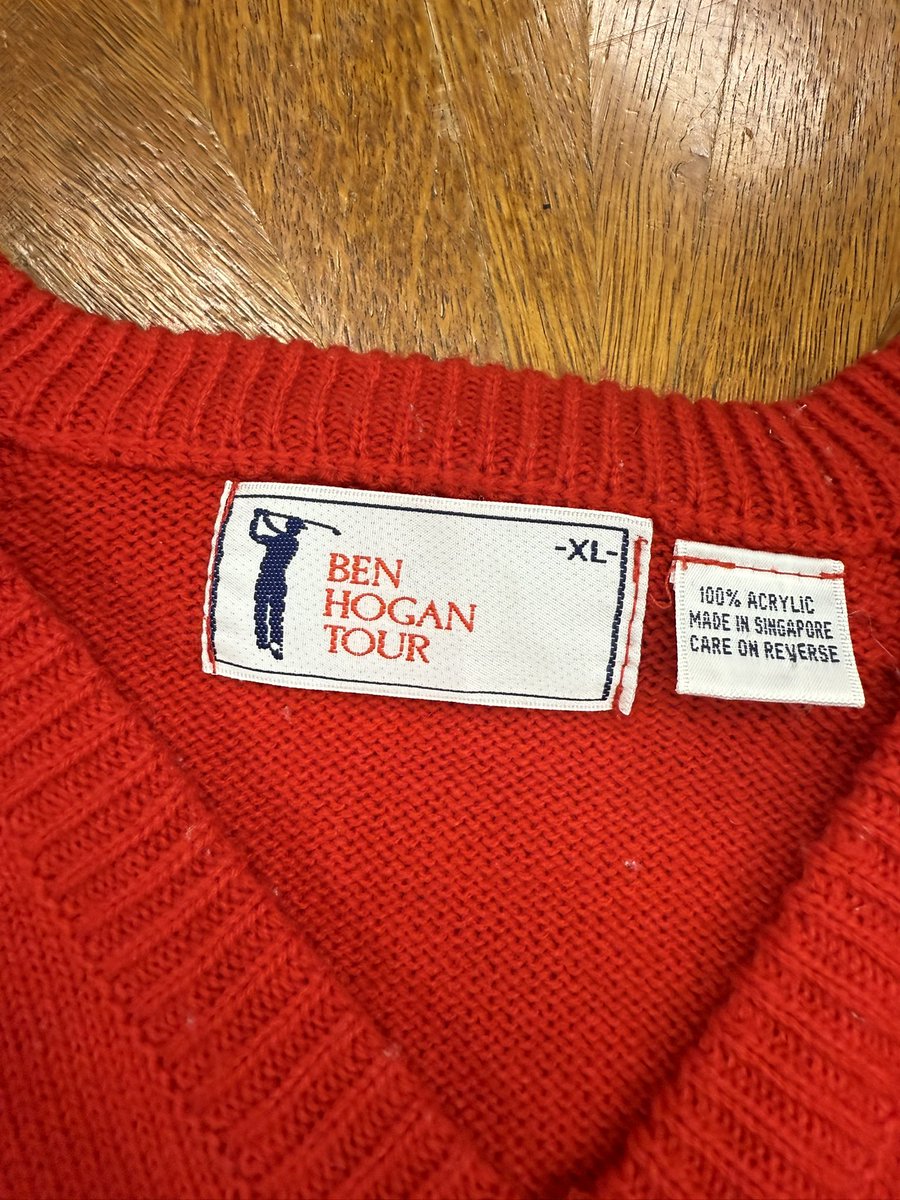 BEN
HOGAN
TOUR
-XL-
100% ACRYLIC
MADE IN SINGAPORE
CARE ON REVERSE